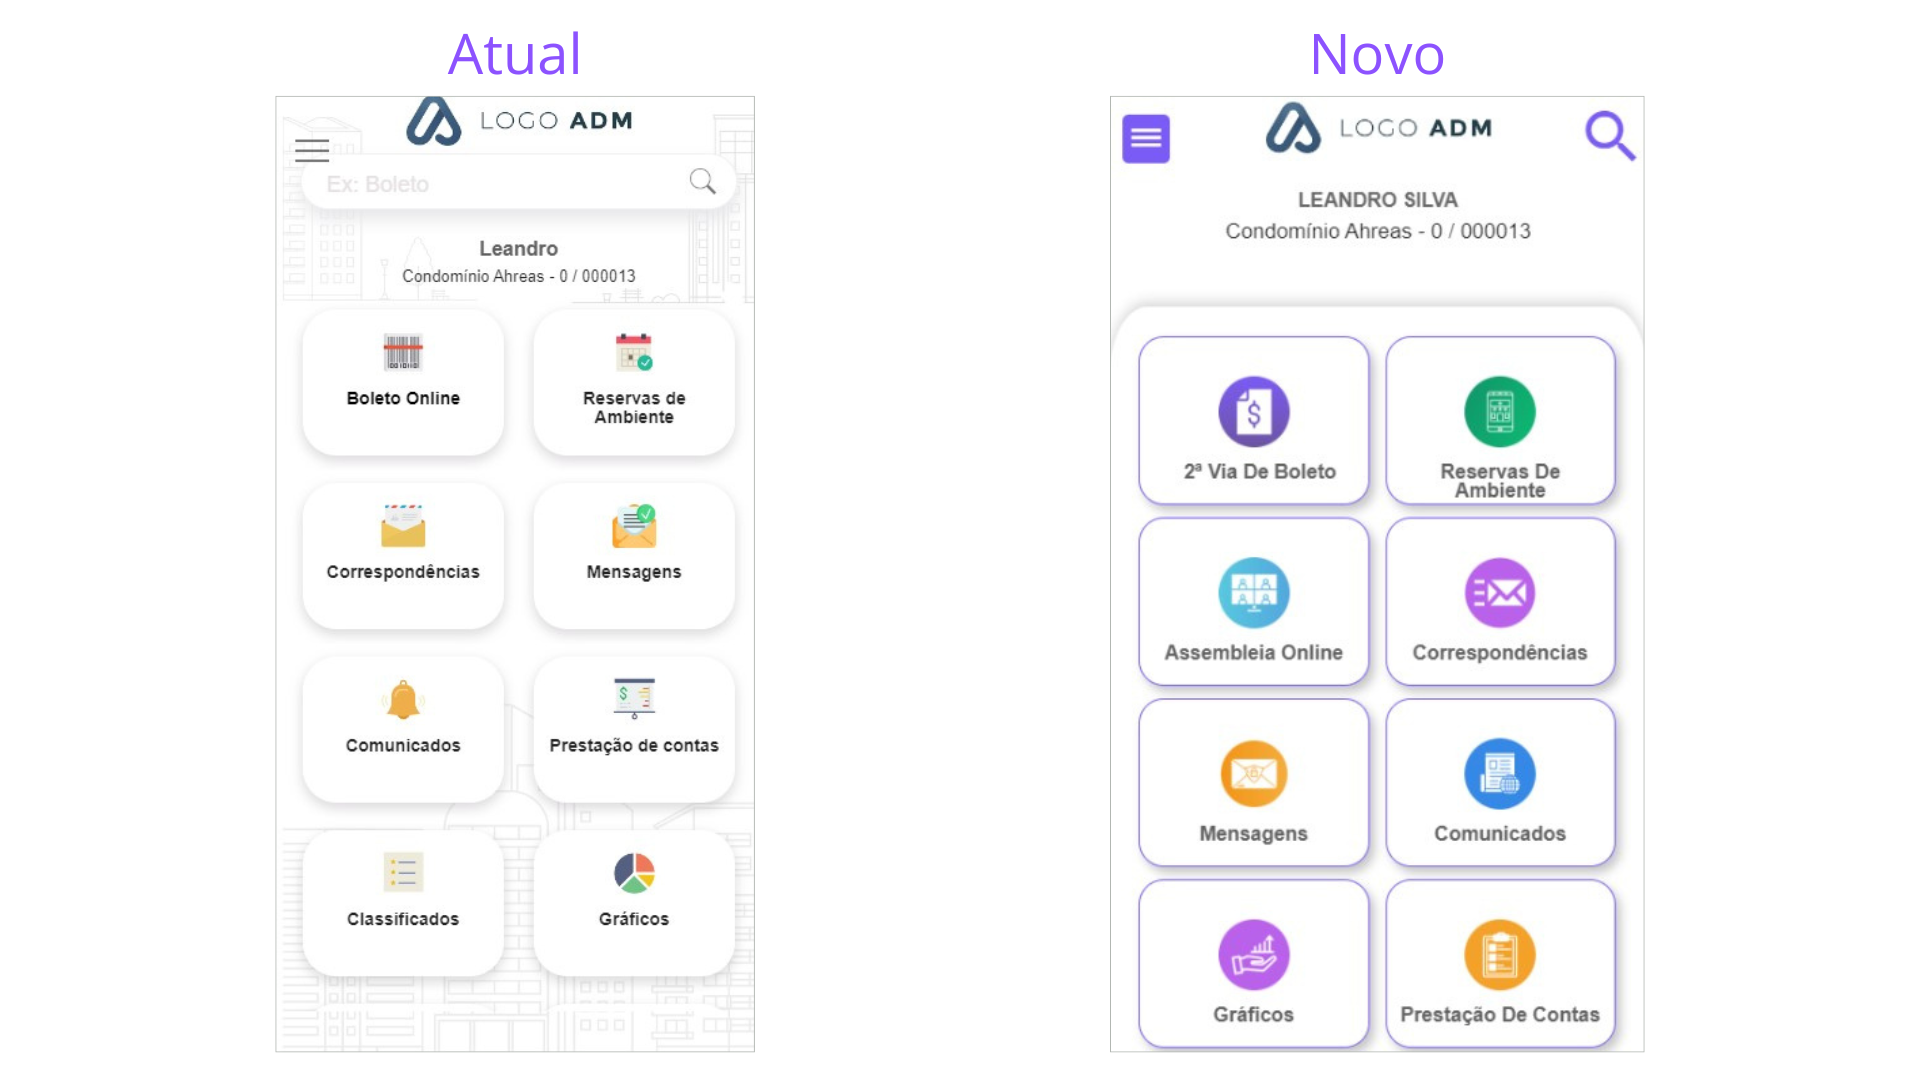 Atual
LOGO ADM
Ex: Boleto
Leandro
Condomínio Ahreas - 0 / 000013
Boleto Online
Reservas de
Ambiente
Correspondências
Mensagens
Comunicados
Prestação de contas
Classificados
Gráficos
Novo
LOGO ADM
LEANDRO SILVA
Condomínio Ahreas - 0 / 000013
2ª Via De Boleto
Reservas De
Ambiente
Assembleia Online
Correspondências
Mensagens
Comunicados
Gráficos
Prestação De Contas